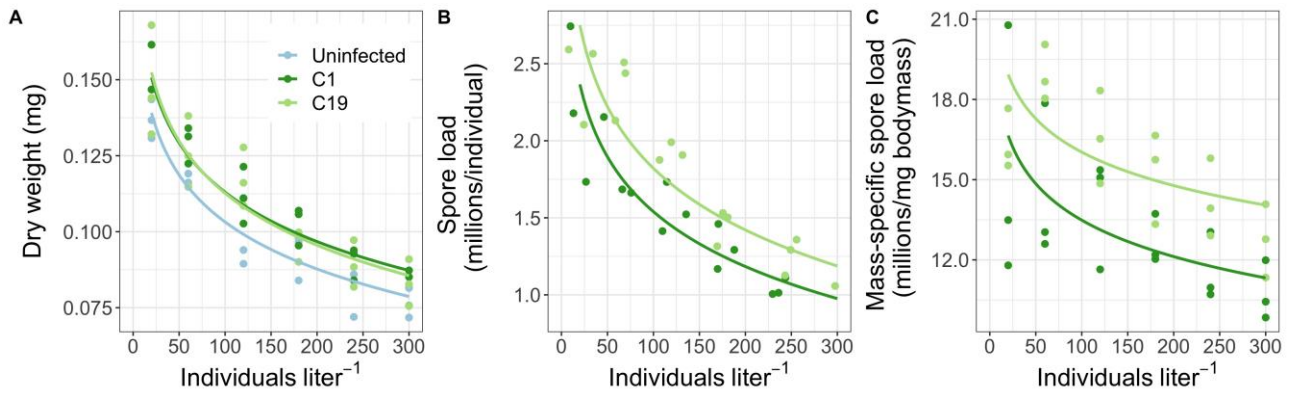 A
Dry weight (mg)
0.150
0.125
0.100
0.075
Uninfected
C1
C19
0 50 100 150 200 250 300
Individuals liter⁻¹
B
Spore load
(millions/individual)
2.5
2.0
1.5
1.0
0 50 100 150 200 250 300
Individuals liter⁻¹
C
Mass-specific spore load
(millions/mg bodymass)
21.0
18.0
15.0
12.0
0 50 100 150 200 250 300
Individuals liter⁻¹